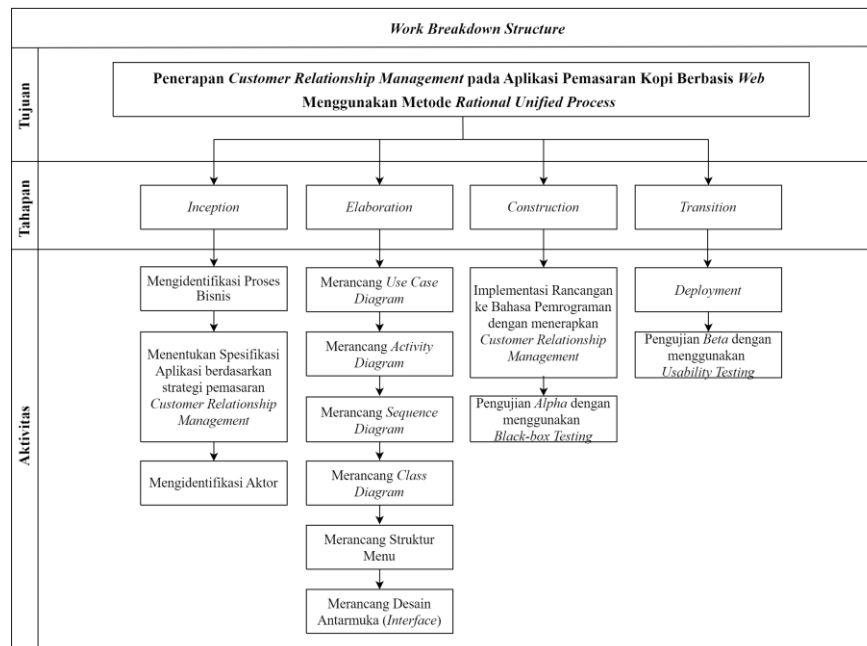 Work Breakdown Structure
Tujuan
Penerapan Customer Relationship Management pada Aplikasi Pemasaran Kopi Berbasis Web
Menggunakan Metode Rational Unified Process
Tahapan
Inception
Elaboration
Construction
Transition
Aktivitas
Mengidentifikasi Proses
Bisnis
Menentukan Spesifikasi
Aplikasi berdasarkan
strategi pemasaran
Customer Relationship
Management
Mengidentifikasi Aktor
Merancang Use Case
Diagram
Merancang Activity
Diagram
Merancang Sequence
Diagram
Merancang Class
Diagram
Merancang Struktur
Menu
Merancang Desain
Antarmuka (Interface)
Implementasi Rancangan
ke Bahasa Pemrograman
dengan menerapkan
Customer Relationship
Management
Pengujian Alpha dengan
menggunakan
Black-box Testing
Deployment
Pengujian Beta dengan
menggunakan
Usability Testing